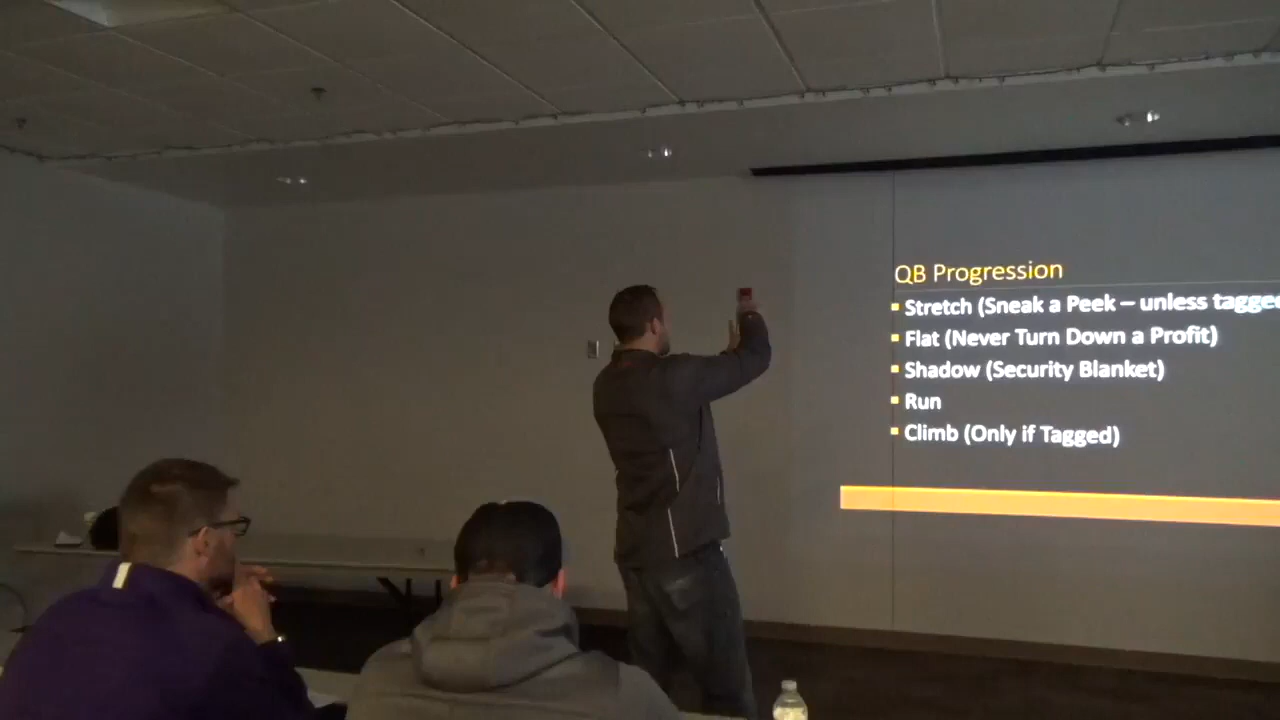 QB Progression
Stretch (Sneak a Peek – unless tagged
Flat (Never Turn Down a Profit)
Shadow (Security Blanket)
Run
Climb (Only if Tagged)